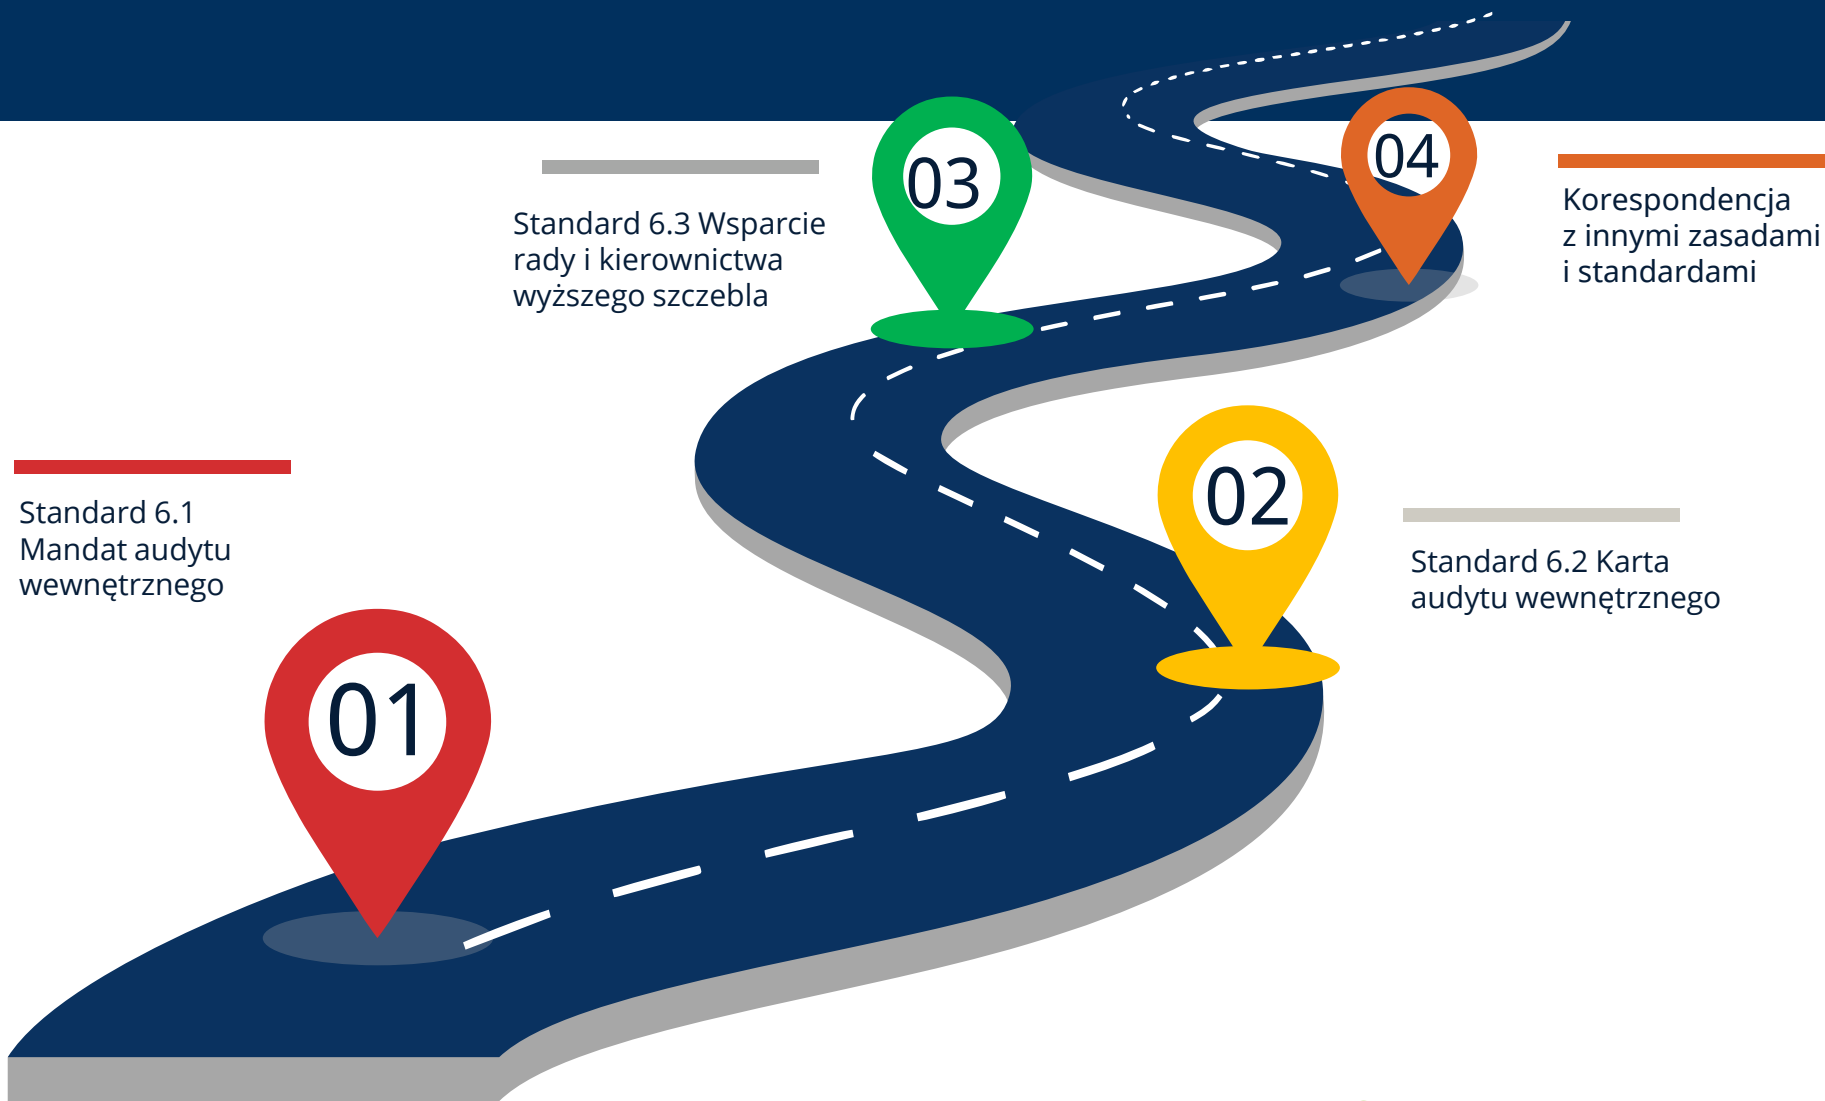 01
Standard 6.1
Mandat audytu
wewnętrznego
02
Standard 6.2 Karta
audytu wewnętrznego
03
Standard 6.3 Wsparcie
rady i kierownictwa
wyższego szczebla
04
Korespondencja
z innymi zasadami
i standardami